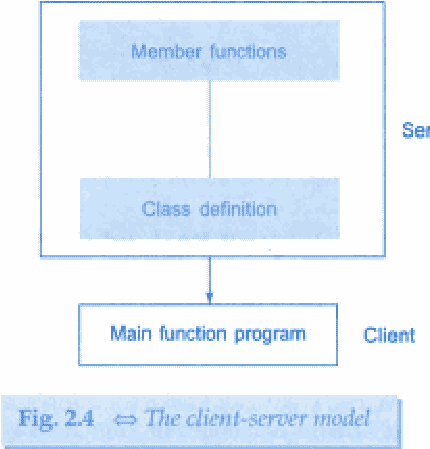 Member functions
Ser
Class definition
Main function program
Client
Fig. 2.4 ⇔ The client-server model